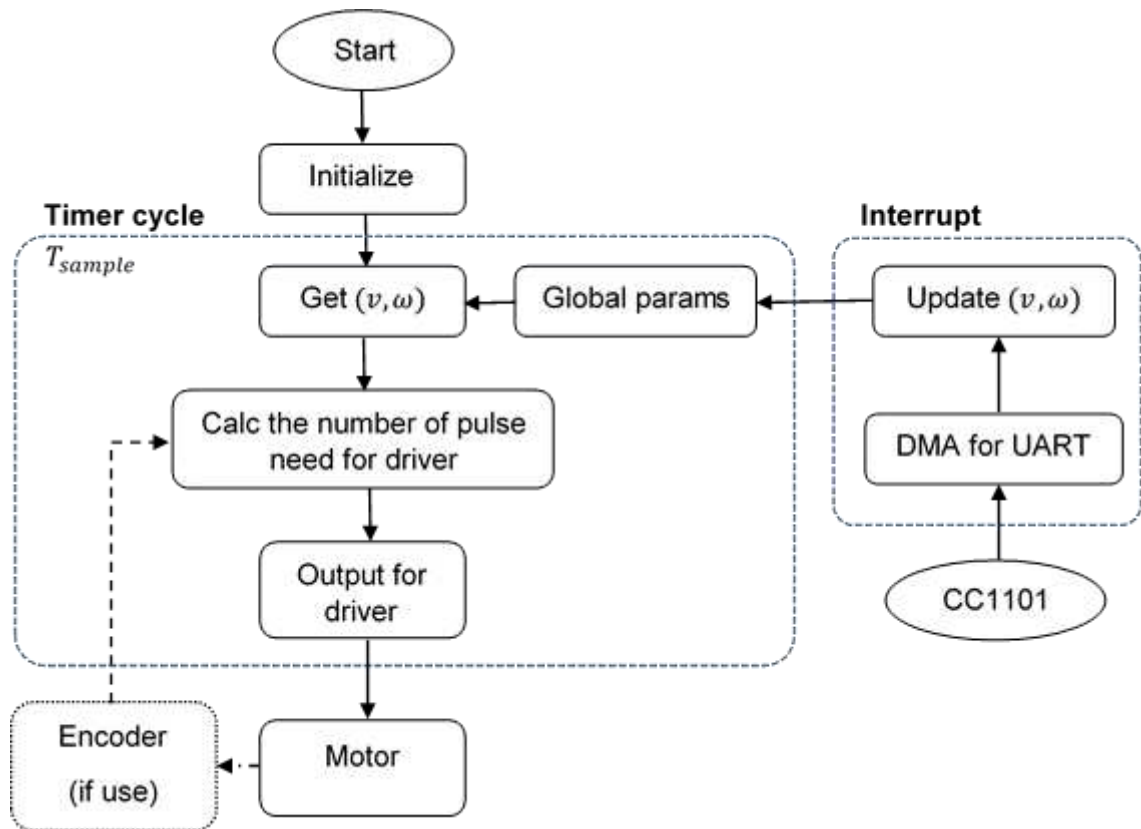 Start
Initialize
Timer cycle
Interrupt
𝑇𝑠𝑎𝑚𝑝𝑙𝑒
Get (𝑣, 𝜔)
Global params
Update (𝑣, 𝜔)
Calc the number of pulse
need for driver
DMA for UART
Output for
driver
CC1101
Encoder
(if use)
Motor